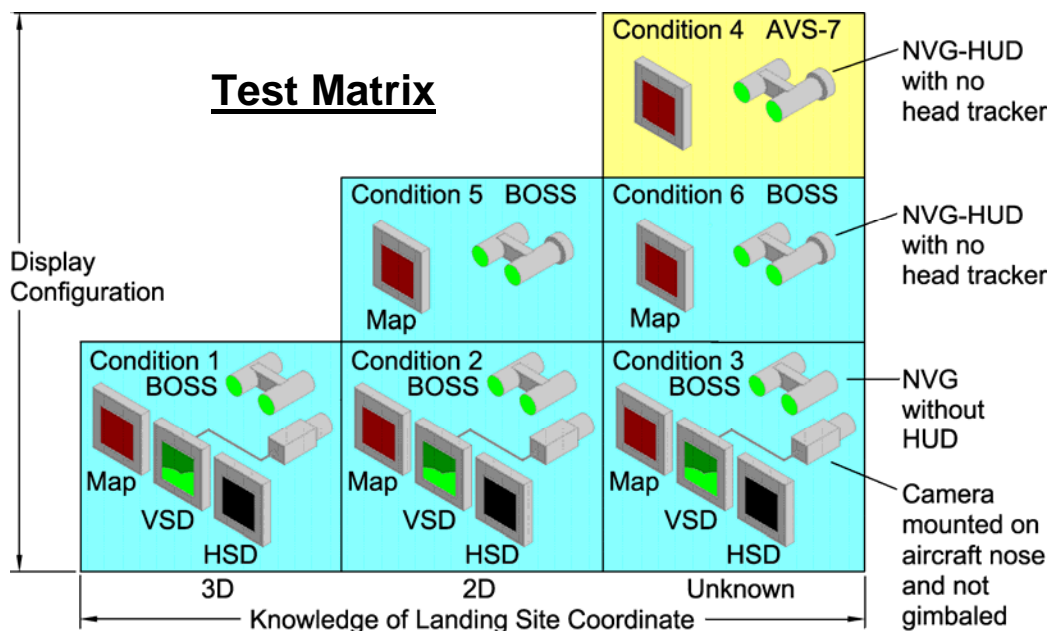 Test Matrix
Condition 4 AVS-7
NVG-HUD
with no
head tracker
Condition 5 BOSS
Map
Condition 6 BOSS
Map
NVG-HUD
with no
head tracker
Display
Configuration
Condition 1
BOSS
Map
VSD
HSD
Condition 2
BOSS
Map
VSD
HSD
Condition 3
BOSS
Map
VSD
HSD
NVG
without
HUD
Camera
mounted on
aircraft nose
and not
gimbaled
3D
2D
Unknown
Knowledge of Landing Site Coordinate